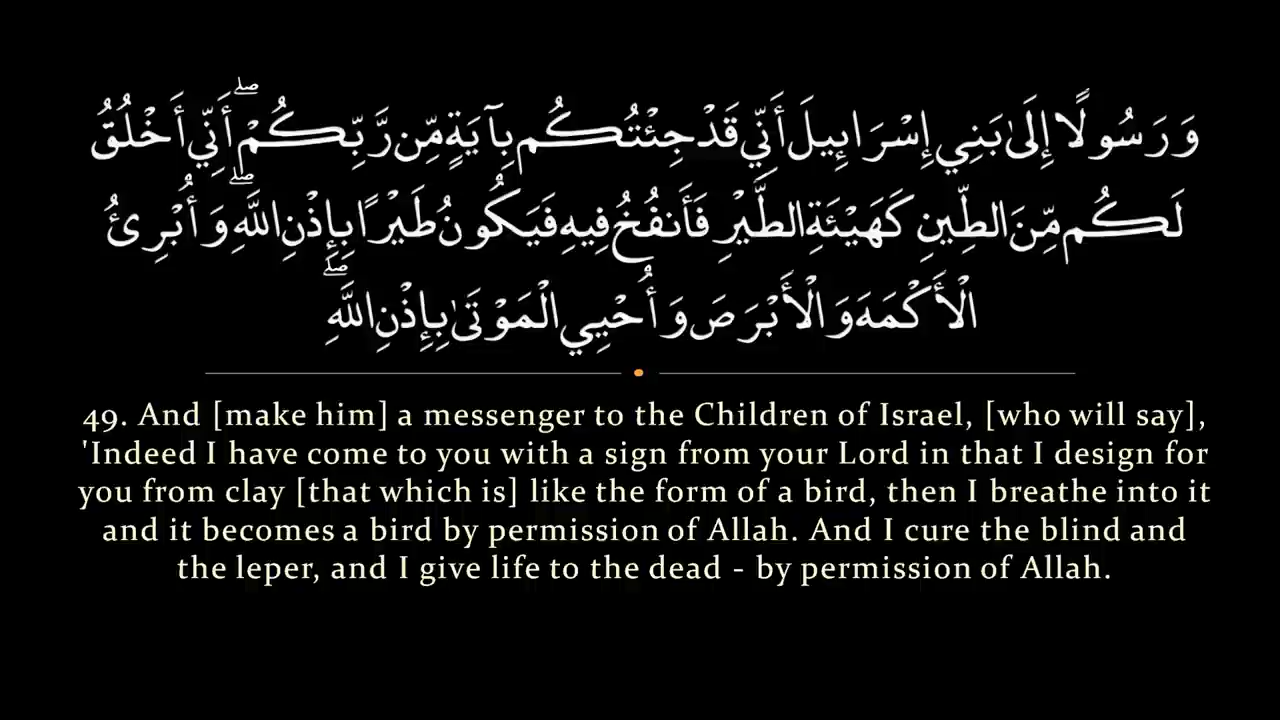 وَرَسُولًا إِلَىٰ بَنِي إِسْرَائِيلَ أَنِّي قَدْ جِئْتُكُم بِآيَةٍ مِّن رَّبِّكُمْ ۖ أَنِّي أَخْلُقُ
لَكُم مِّنَ الطِّينِ كَهَيْئَةِ الطَّيْرِ فَأَنفُخُ فِيهِ فَيَكُونُ طَيْرًا بِإِذْنِ اللَّهِ ۖ وَأُبْرِئُ
الْأَكْمَهَ وَالْأَبْرَصَ وَأُحْيِي الْمَوْتَىٰ بِإِذْنِ اللَّهِ ۖ
49. And [make him] a messenger to the Children of Israel, [who will say],
'Indeed I have come to you with a sign from your Lord in that I design for
you from clay [that which is] like the form of a bird, then I breathe into it
and it becomes a bird by permission of Allah. And I cure the blind and
the leper, and I give life to the dead - by permission of Allah.